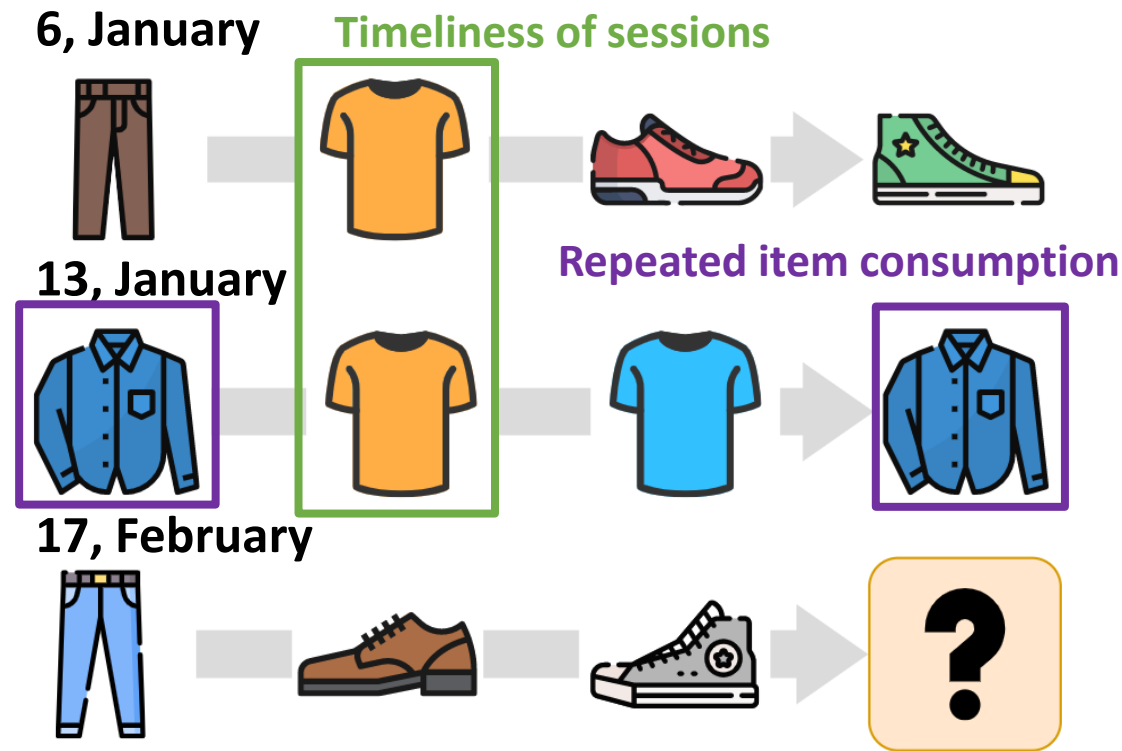 6, January
Timeliness of sessions
13, January
Repeated item consumption
17, February
?